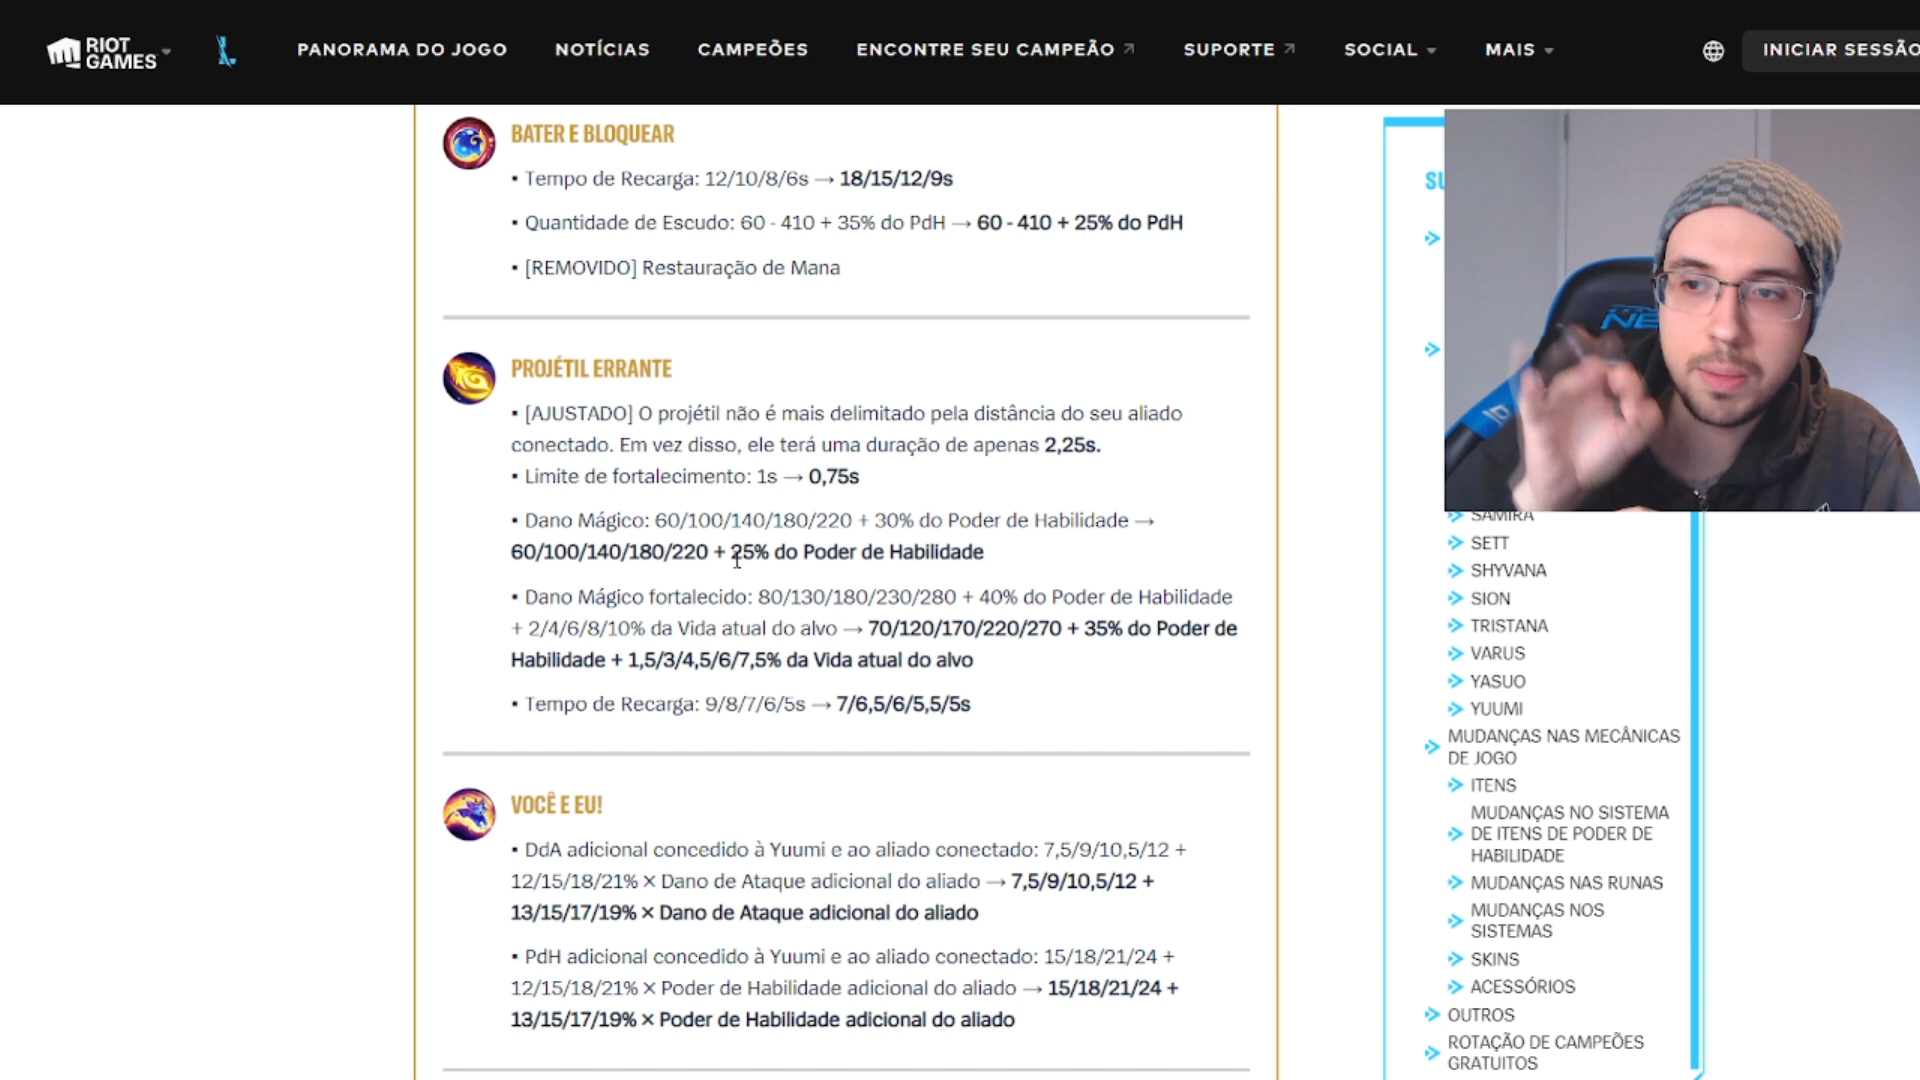 RIOT
GAMES
PANORAMA DO JOGO
NOTÍCIAS
CAMPEÕES
ENCONTRE SEU CAMPEÃO
SUPORTE
SOCIAL
MAIS
INICIAR SESSÃO
BATER E BLOQUEAR
▪ Tempo de Recarga: 12/10/8/6s → 18/15/12/9s
▪ Quantidade de Escudo: 60 - 410 + 35% do PdH → 60 - 410 + 25% do PdH
▪ [REMOVIDO] Restauração de Mana
PROJÉTIL ERRANTE
▪ [AJUSTADO] O projétil não é mais delimitado pela distância do seu aliado
conectado. Em vez disso, ele terá uma duração de apenas 2,25s.
▪ Limite de fortalecimento: 1s → 0,75s
▪ Dano Mágico: 60/100/140/180/220 + 30% do Poder de Habilidade →
60/100/140/180/220 + 25% do Poder de Habilidade
▪ Dano Mágico fortalecido: 80/130/180/230/280 + 40% do Poder de Habilidade
+ 2/4/6/8/10% da Vida atual do alvo → 70/120/170/220/270 + 35% do Poder de
Habilidade + 1,5/3/4,5/6/7,5% da Vida atual do alvo
▪ Tempo de Recarga: 9/8/7/6/5s → 7/6,5/6/5,5/5s
VOCÊ E EU!
▪ DdA adicional concedido à Yuumi e ao aliado conectado: 7,5/9/10,5/12 +
12/15/18/21% × Dano de Ataque adicional do aliado → 7,5/9/10,5/12 +
13/15/17/19% × Dano de Ataque adicional do aliado
▪ PdH adicional concedido à Yuumi e ao aliado conectado: 15/18/21/24 +
12/15/18/21% × Poder de Habilidade adicional do aliado → 15/18/21/24 +
13/15/17/19% × Poder de Habilidade adicional do aliado
SU
SAMIRA
SETT
SHYVANA
SION
TRISTANA
VARUS
YASUO
YUUMI
MUDANÇAS NAS MECÂNICAS
DE JOGO
ITENS
MUDANÇAS NO SISTEMA
DE ITENS DE PODER DE
HABILIDADE
MUDANÇAS NAS RUNAS
MUDANÇAS NOS
SISTEMAS
SKINS
ACESSÓRIOS
OUTROS
ROTAÇÃO DE CAMPEÕES
GRATUITOS